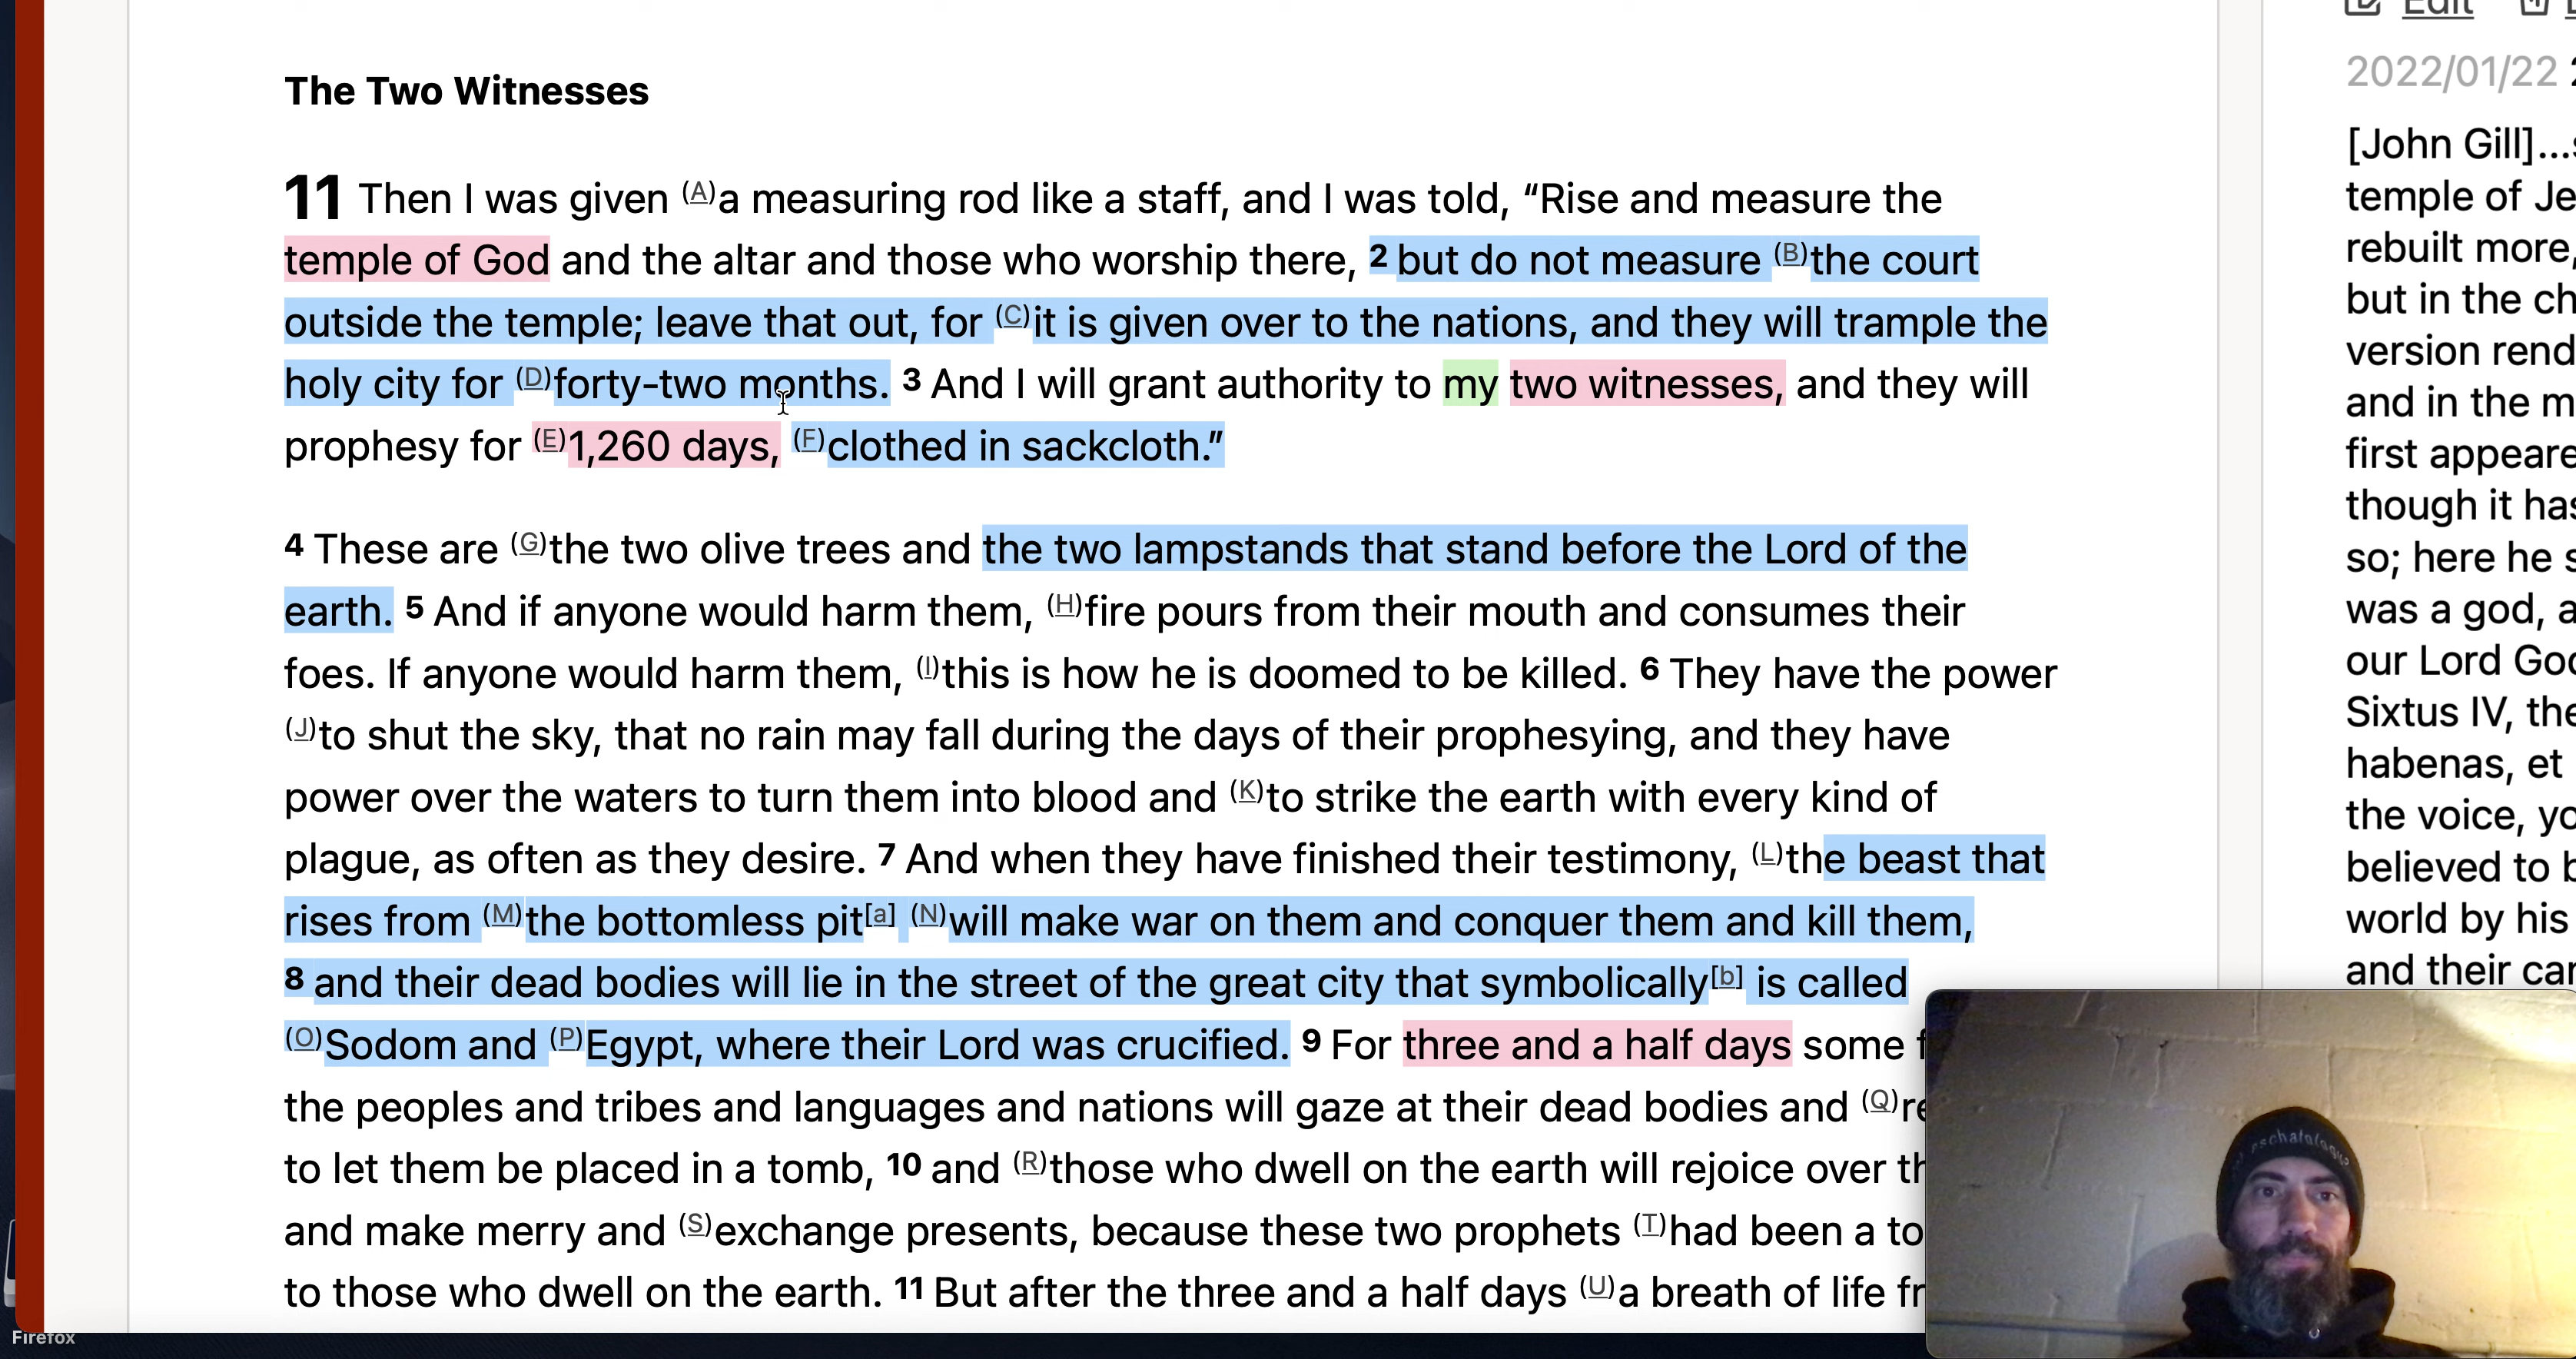 Edit
The Two Witnesses
11 Then I was given (A)a measuring rod like a staff, and I was told, “Rise and measure the
temple of God and the altar and those who worship there, 2 but do not measure (B)the court
outside the temple; leave that out, for (C)it is given over to the nations, and they will trample the
holy city for (D)forty-two months. 3 And I will grant authority to my two witnesses, and they will
prophesy for (E)1,260 days, (F)clothed in sackcloth.”
4 These are (G)the two olive trees and the two lampstands that stand before the Lord of the
earth. 5 And if anyone would harm them, (H)fire pours from their mouth and consumes their
foes. If anyone would harm them, (I)this is how he is doomed to be killed. 6 They have the power
(J)to shut the sky, that no rain may fall during the days of their prophesying, and they have
power over the waters to turn them into blood and (K)to strike the earth with every kind of
plague, as often as they desire. 7 And when they have finished their testimony, (L)the beast that
rises from (M)the bottomless pit[a] (N)will make war on them and conquer them and kill them,
8 and their dead bodies will lie in the street of the great city that symbolically[b] is called
(O)Sodom and (P)Egypt, where their Lord was crucified. 9 For three and a half days some
the peoples and tribes and languages and nations will gaze at their dead bodies and (Q)
to let them be placed in a tomb, 10 and (R)those who dwell on the earth will rejoice over
and make merry and (S)exchange presents, because these two prophets (T)had been a
to those who dwell on the earth. 11 But after the three and a half days (U)a breath of life
2022/01/22
[John Gill]...
temple of
rebuilt more,
but in the
version
and in the
first
though it
so; here he
was a god,
our Lord
Sixtus IV,
habenas, et
the voice,
believed to
world by his
and their
Firefox